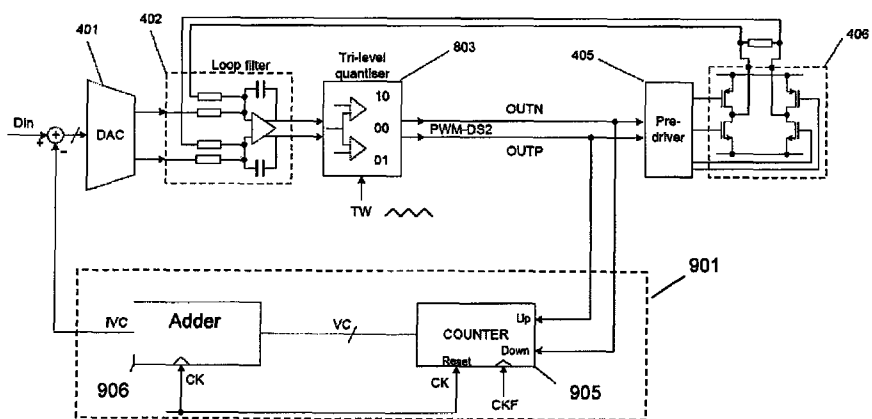 401
402
Loop filter
Tri-level
quantiser
803
405
406
Din
+
-
DAC
10
00
01
OUTN
PWM-DS2
OUTP
Pre-
driver
TW
901
IVC
Adder
VC
COUNTER
Up
Down
Reset
CK
CK
CKF
906
905